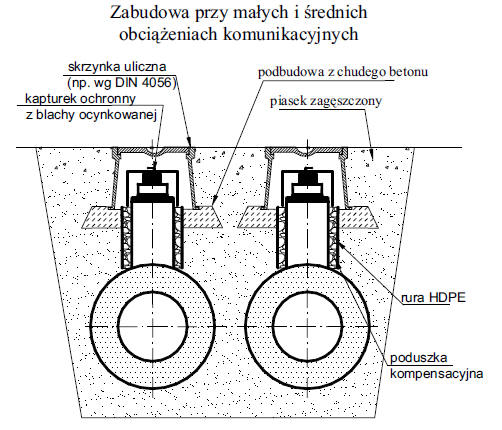 Zabudowa przy małych i średnich
obciążeniach komunikacyjnych
skrzynka uliczna
(np. wg DIN 4056)
kapturek ochronny
z blachy ocynkowanej
podbudowa z chudego betonu
piasek zagęszczony
rura HDPE
poduszka
kompensacyjna